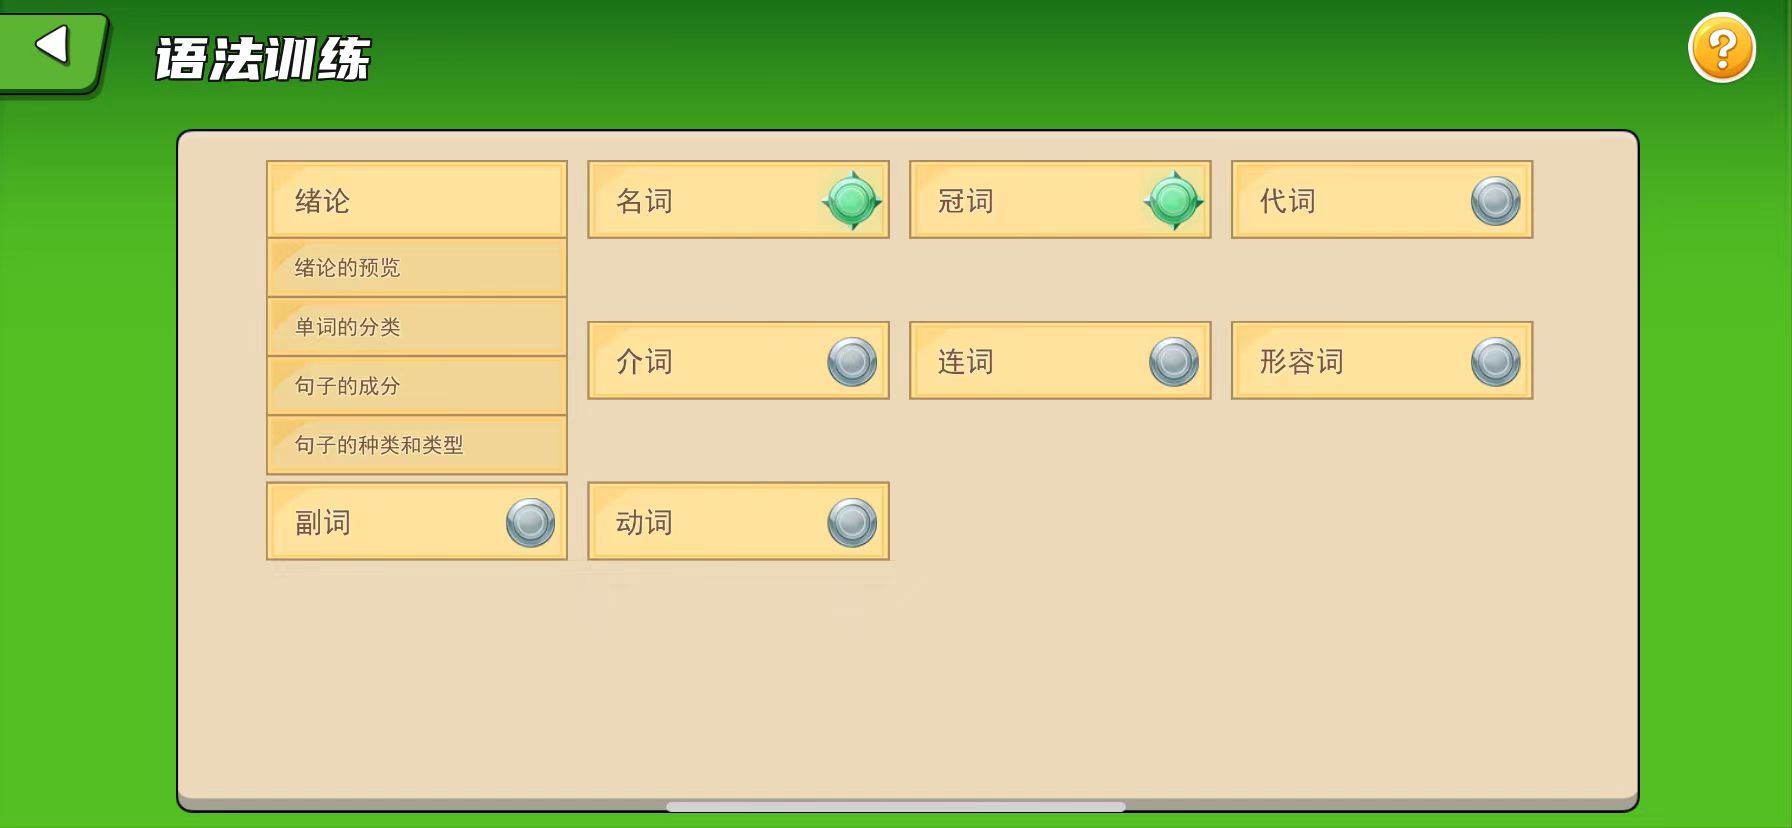 语法训练
绪论
名词
冠词
代词
绪论的预览
单词的分类
句子的成分
句子的种类和类型
介词
连词
形容词
副词
动词